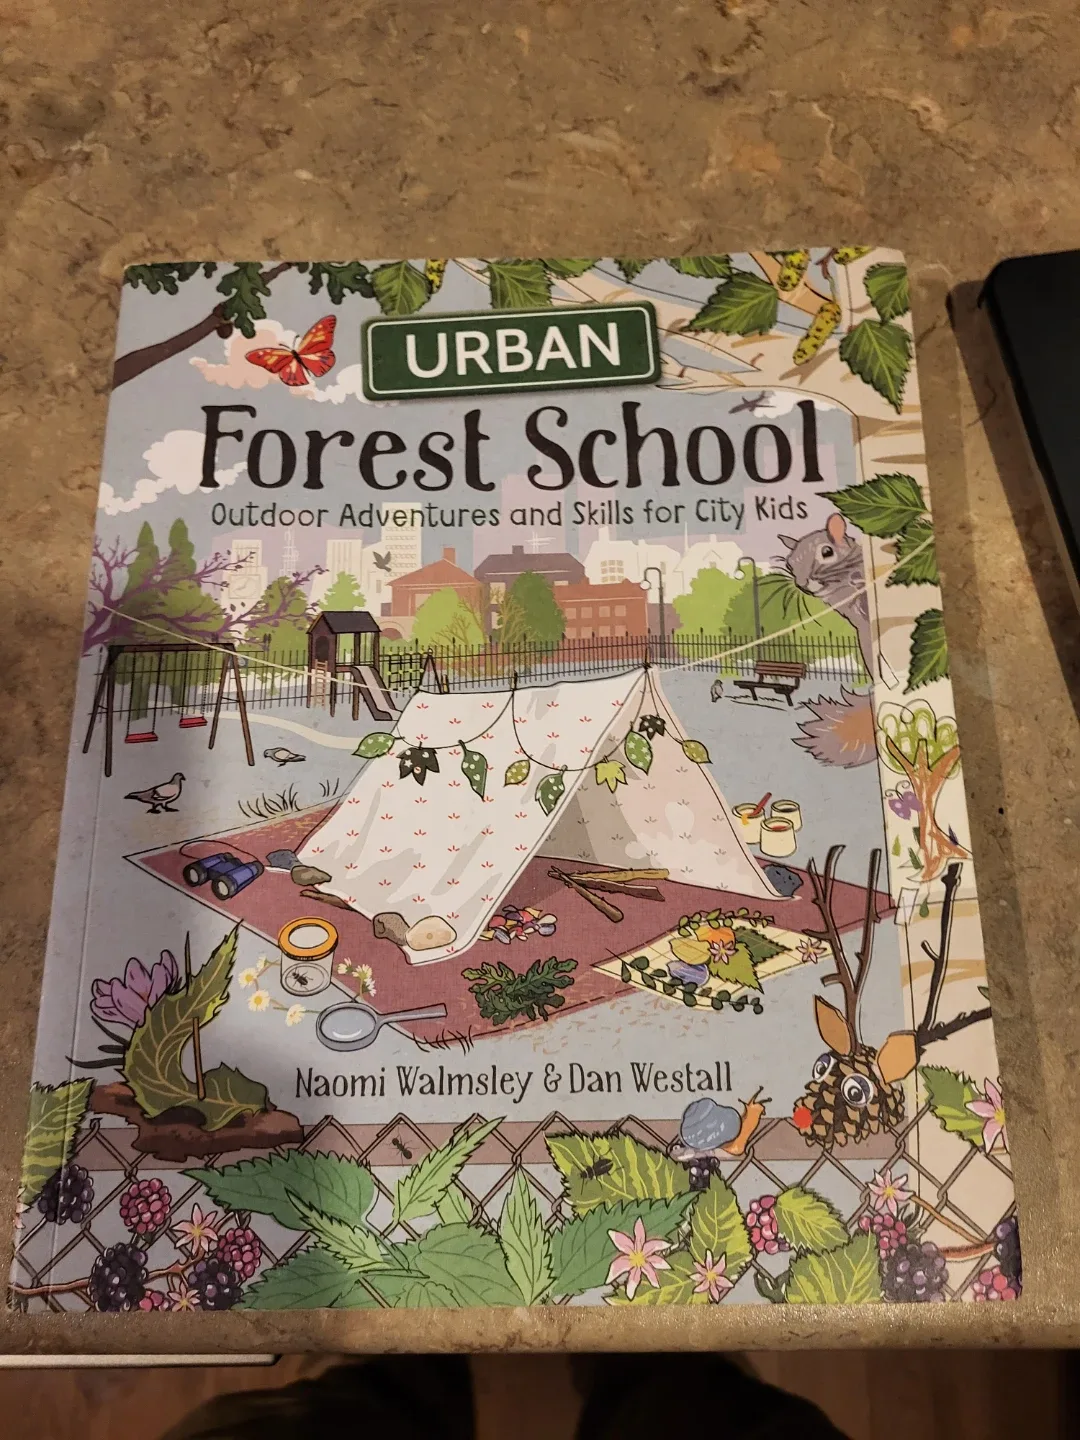 URBAN
Forest School
Outdoor Adventures and Skills for City Kids
Naomi Walmsley & Dan Westall